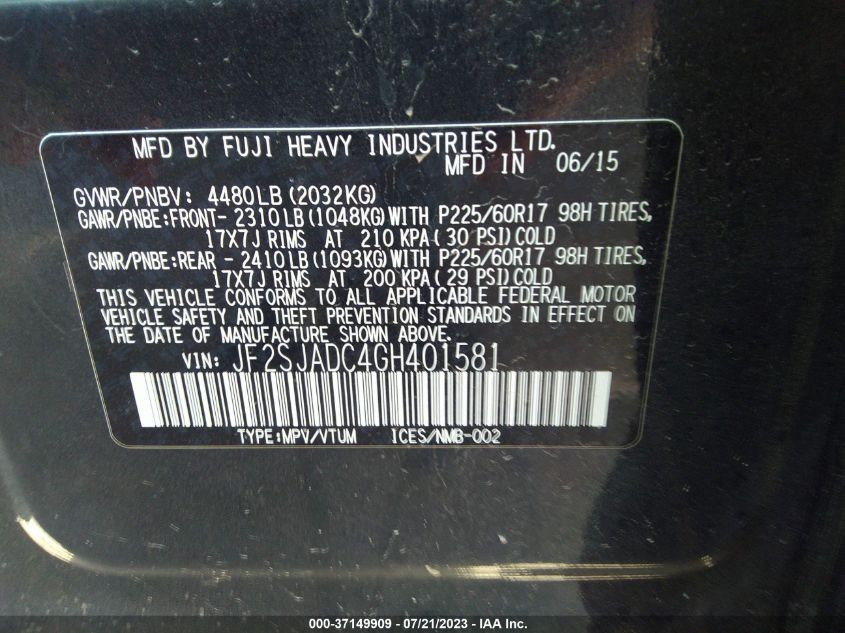 MFD BY FUJI HEAVY INDUSTRIES LTD.
MFD IN 06/15
GVWR/PNBV: 4480LB (2032KG)
GAWR/PNBE:FRONT- 2310 LB (1048KG) WITH P225/60R17 98H TIRES,
17X7J RIMS AT 210 KPA ( 30 PSI) COLD
GAWR/PNBE:REAR - 2410 LB (1093KG) WITH P225/60R17 98H TIRES,
17X7J RIMS AT 200 KPA ( 29 PSI) COLD
THIS VEHICLE CONFORMS TO ALL APPLICABLE FEDERAL MOTOR
VEHICLE SAFETY AND THEFT PREVENTION STANDARDS IN EFFECT ON
THE DATE OF MANUFACTURE SHOWN ABOVE.
VIN: JF2SJADC4GH401581
TYPE:MPV/VTUM ICES/NMB-002
000-37149909 - 07/21/2023 - IAA Inc.